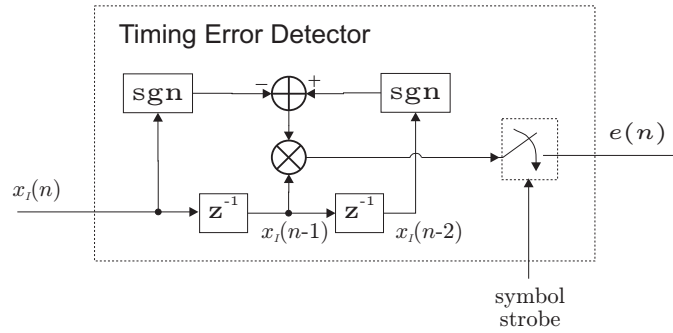 Timing Error Detector
sgn
−
+
sgn
e(n)
x_I(n)
z^-1
x_I(n-1)
z^-1
x_I(n-2)
symbol
strobe